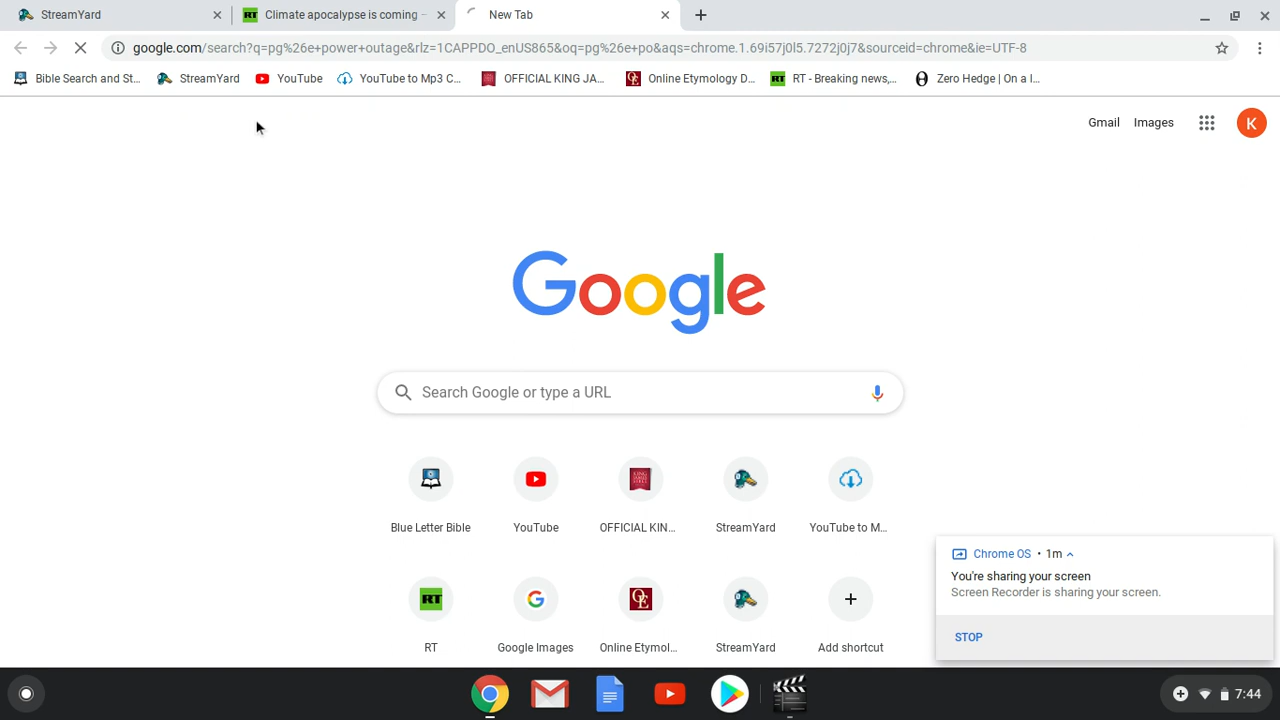 StreamYard
Climate apocalypse is coming –
New Tab
google.com/search?q=pg%26e+power+outage&rlz=1CAPPDO_enUS865&oq=pg%26e+po&aqs=chrome.1.69i57j0l5.7272j0j7&sourceid=chrome&ie=UTF-8
Bible Search and St...
StreamYard
YouTube
YouTube to Mp3 C...
OFFICIAL KING JA...
Online Etymology D...
RT - Breaking news,...
Zero Hedge | On a l...
Gmail
Images
K
Google
Search Google or type a URL
Blue Letter Bible
YouTube
OFFICIAL KIN...
StreamYard
YouTube to M...
RT
Google Images
Online Etymol...
StreamYard
Add shortcut
Chrome OS • 1m
You're sharing your screen
Screen Recorder is sharing your screen.
STOP
7:44